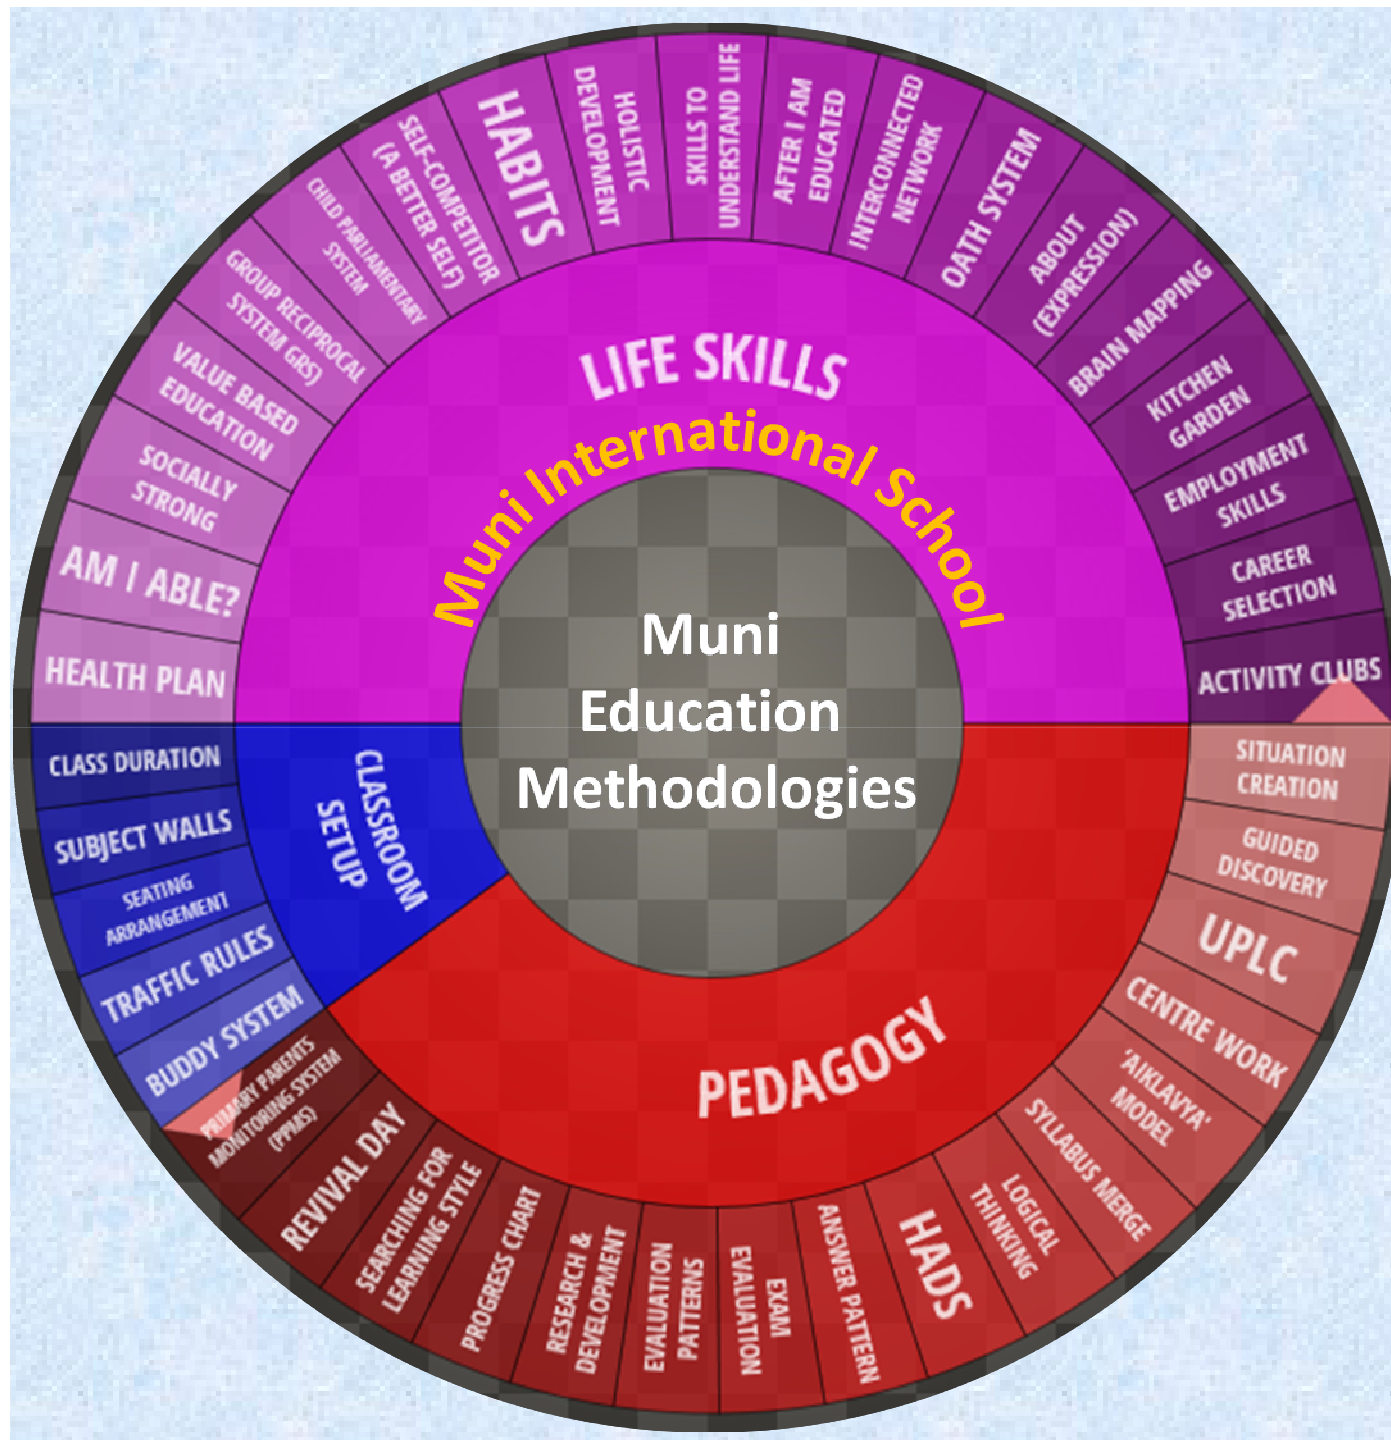 Muni
Education
Methodologies
Muni International School
LIFE SKILLS
HEALTH PLAN
AM I ABLE?
SOCIALLY
STRONG
VALUE BASED
EDUCATION
GROUP RECIPROCAL
SYSTEM GRS)
CHILD PARLIAMENTARY
SYSTEM
SELF-COMPETITOR
(A BETTER SELF)
HABITS
HOLISTIC
DEVELOPMENT
SKILLS TO
UNDERSTAND LIFE
AFTER I AM
EDUCATED
INTERCONNECTED
NETWORK
OATH SYSTEM
ABOUT
(EXPRESSION)
BRAIN MAPPING
KITCHEN
GARDEN
EMPLOYMENT
SKILLS
CAREER
SELECTION
ACTIVITY CLUBS
PEDAGOGY
SITUATION
CREATION
GUIDED
DISCOVERY
UPLC
CENTRE WORK
'AIKLAVYA'
MODEL
SYLLABUS MERGE
LOGICAL
THINKING
HADS
ANSWER PATTERN
EXAM
EVALUATION
EVALUATION
PATTERNS
RESEARCH &
DEVELOPMENT
PROGRESS CHART
SEARCHING FOR
LEARNING STYLE
REVIVAL DAY
PRIMARY PARENTS
MONITORING SYSTEM
(PPMS)
CLASSROOM
SETUP
BUDDY SYSTEM
TRAFFIC RULES
SEATING
ARRANGEMENT
SUBJECT WALLS
CLASS DURATION